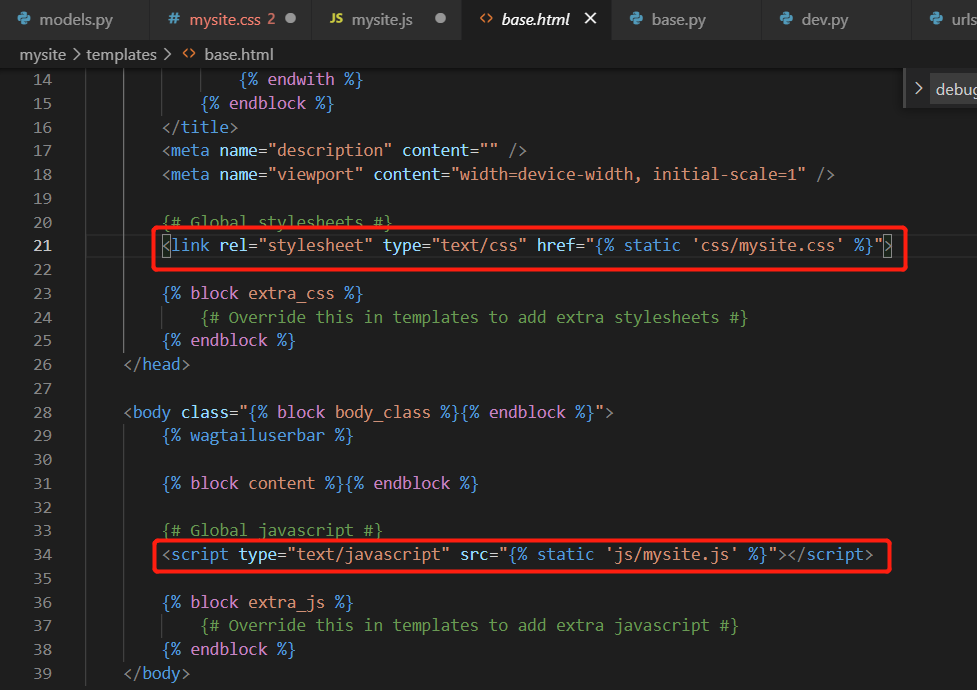 models.py # mysite.css 2 JS mysite.js <> base.html base.py dev.py urls
mysite > templates > <> base.html
14 {% endwith %}
15 {% endblock %}
debug
16 </title>
17 <meta name="description" content="" />
18 <meta name="viewport" content="width=device-width, initial-scale=1" />
19
20 {# Global stylesheets #}
21 <link rel="stylesheet" type="text/css" href="{% static 'css/mysite.css' %}">
22
23 {% block extra_css %}
24 {# Override this in templates to add extra stylesheets #}
25 {% endblock %}
26 </head>
27
28 <body class="{% block body_class %}{% endblock %}">
29 {% wagtailuserbar %}
30
31 {% block content %}{% endblock %}
32
33 {# Global javascript #}
34 <script type="text/javascript" src="{% static 'js/mysite.js' %}"></script>
35
36 {% block extra_js %}
37 {# Override this in templates to add extra javascript #}
38 {% endblock %}
39 </body>